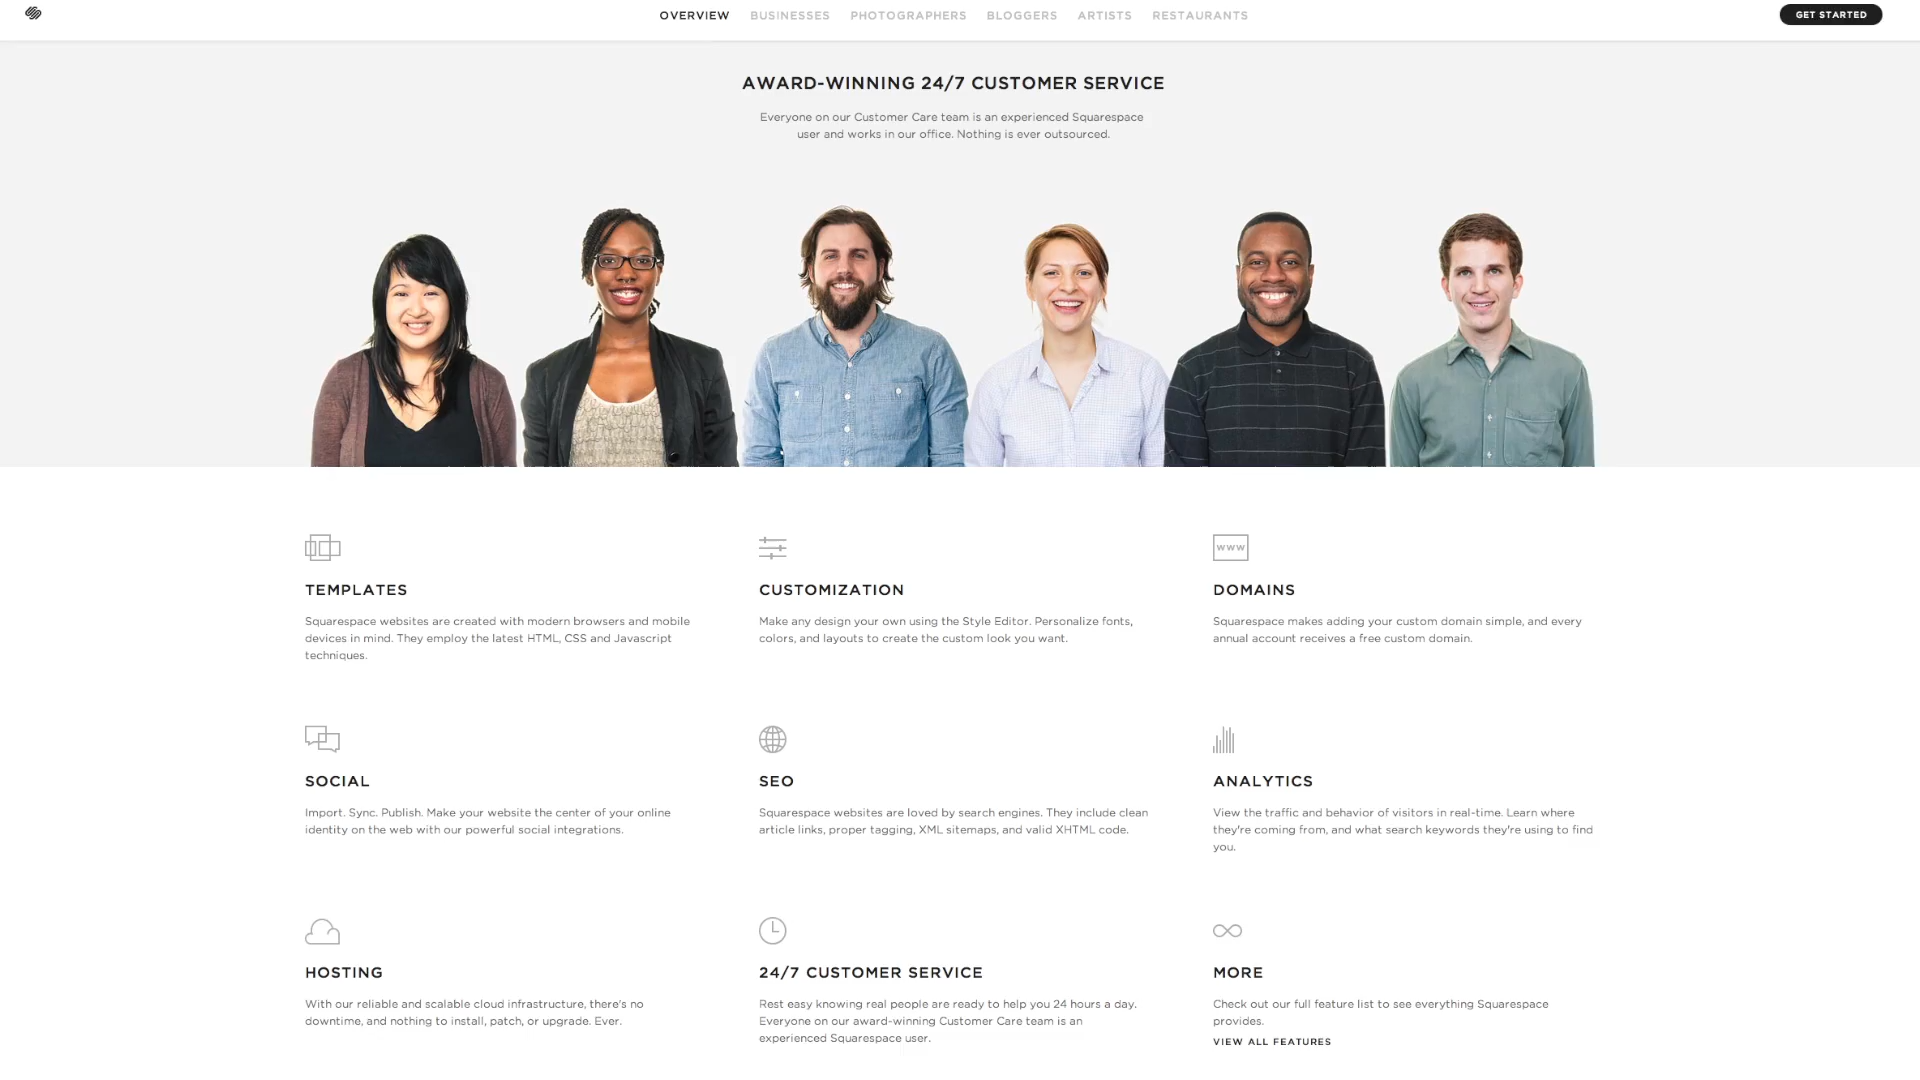 OVERVIEW BUSINESSES PHOTOGRAPHERS BLOGGERS ARTISTS RESTAURANTS GET STARTED
AWARD-WINNING 24/7 CUSTOMER SERVICE
Everyone on our Customer Care team is an experienced Squarespace
user and works in our office. Nothing is ever outsourced.
TEMPLATES
Squarespace websites are created with modern browsers and mobile
devices in mind. They employ the latest HTML, CSS and Javascript
techniques.
CUSTOMIZATION
Make any design your own using the Style Editor. Personalize fonts,
colors, and layouts to create the custom look you want.
WWW
DOMAINS
Squarespace makes adding your custom domain simple, and every
annual account receives a free custom domain.
SOCIAL
Import. Sync. Publish. Make your website the center of your online
identity on the web with our powerful social integrations.
SEO
Squarespace websites are loved by search engines. They include clean
article links, proper tagging, XML sitemaps, and valid XHTML code.
ANALYTICS
View the traffic and behavior of visitors in real-time. Learn where
they're coming from, and what search keywords they're using to find
you.
HOSTING
With our reliable and scalable cloud infrastructure, there's no
downtime, and nothing to install, patch, or upgrade. Ever.
24/7 CUSTOMER SERVICE
Rest easy knowing real people are ready to help you 24 hours a day.
Everyone on our award-winning Customer Care team is an
experienced Squarespace user.
MORE
Check out our full feature list to see everything Squarespace
provides.
VIEW ALL FEATURES